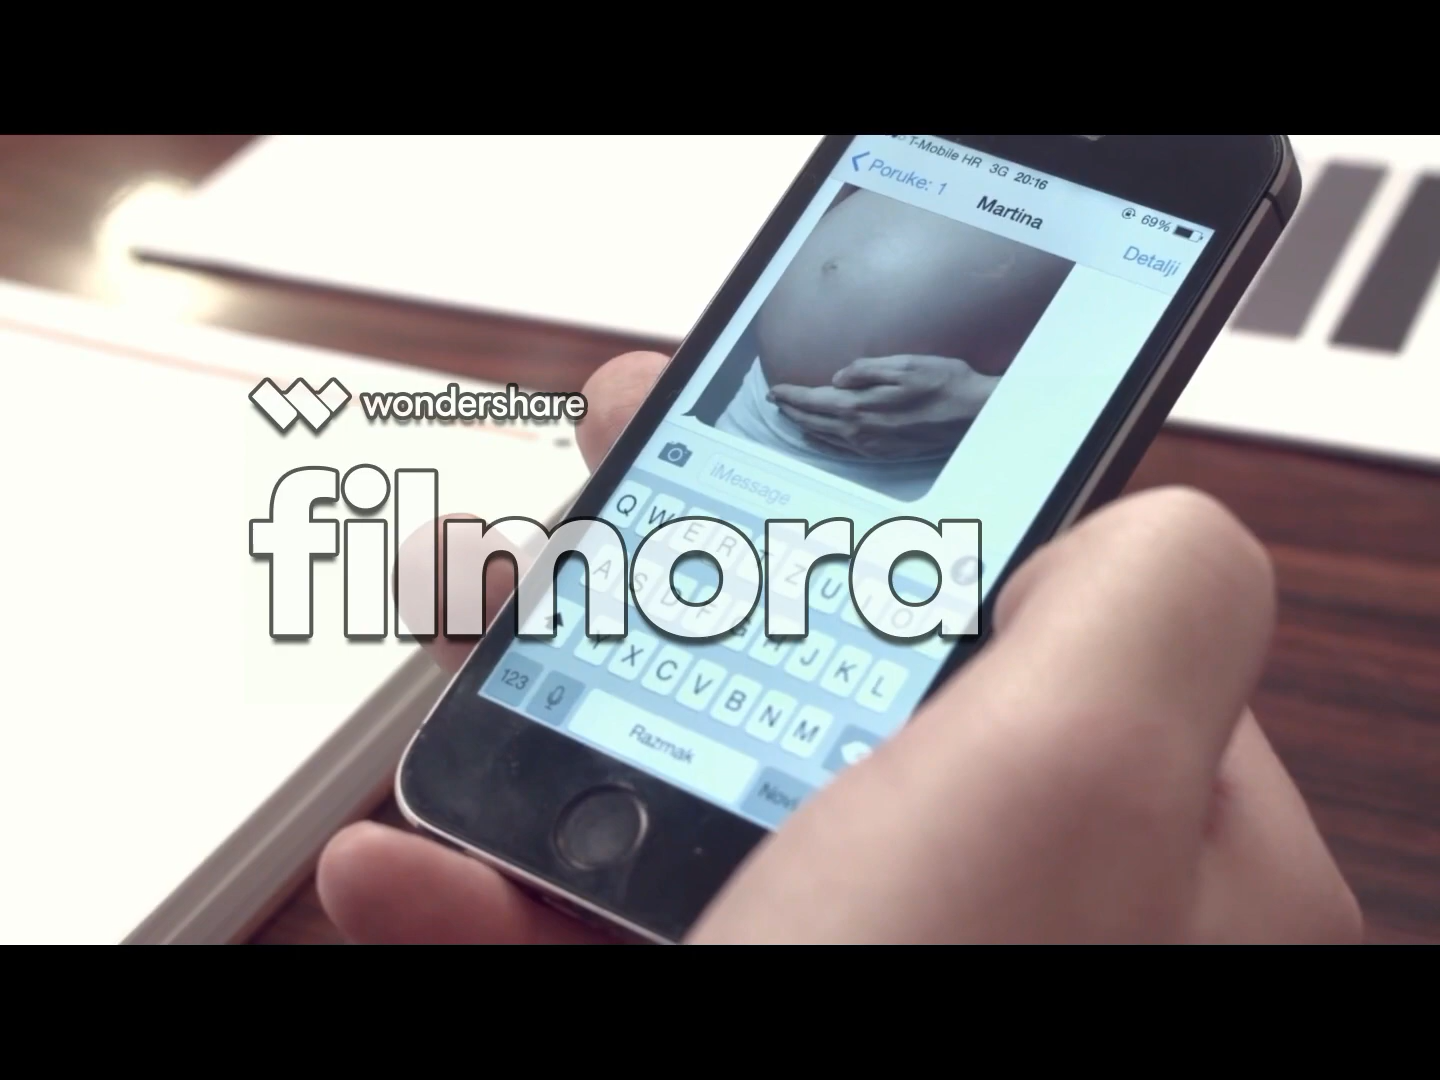 T-Mobile HR 3G 20:16
69%
Poruke: 1
Martina
Detalji
wondershare
filmora
iMessage
Q W E R T Z U I O
A S D F G H J K L
Y X C V B N M
123
Razmak